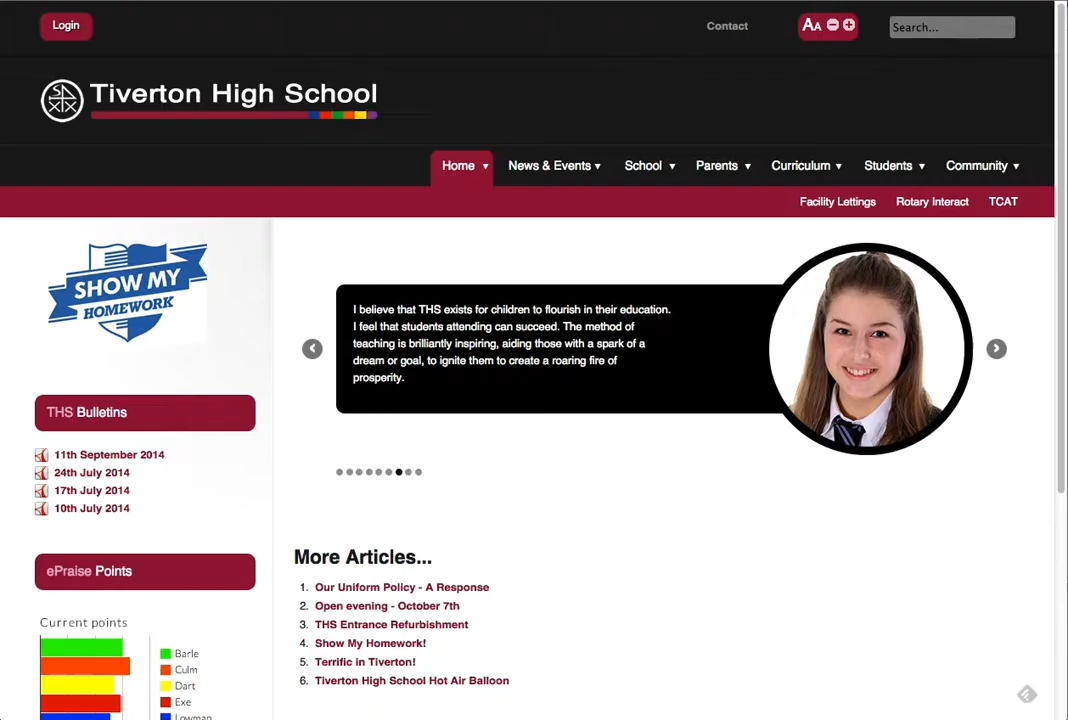 Login
Contact
AA
Search...
Tiverton High School
Home
News & Events
School
Parents
Curriculum
Students
Community
Facility Lettings
Rotary Interact
TCAT
SHOW MY
HOMEWORK
I believe that THS exists for children to flourish in their education.
I feel that students attending can succeed. The method of
teaching is brilliantly inspiring, aiding those with a spark of a
dream or goal, to ignite them to create a roaring fire of
prosperity.
THS Bulletins
11th September 2014
24th July 2014
17th July 2014
10th July 2014
ePraise Points
Current points
Barle
Culm
Dart
Exe
Lowman
More Articles...
1. Our Uniform Policy - A Response
2. Open evening - October 7th
3. THS Entrance Refurbishment
4. Show My Homework!
5. Terrific in Tiverton!
6. Tiverton High School Hot Air Balloon